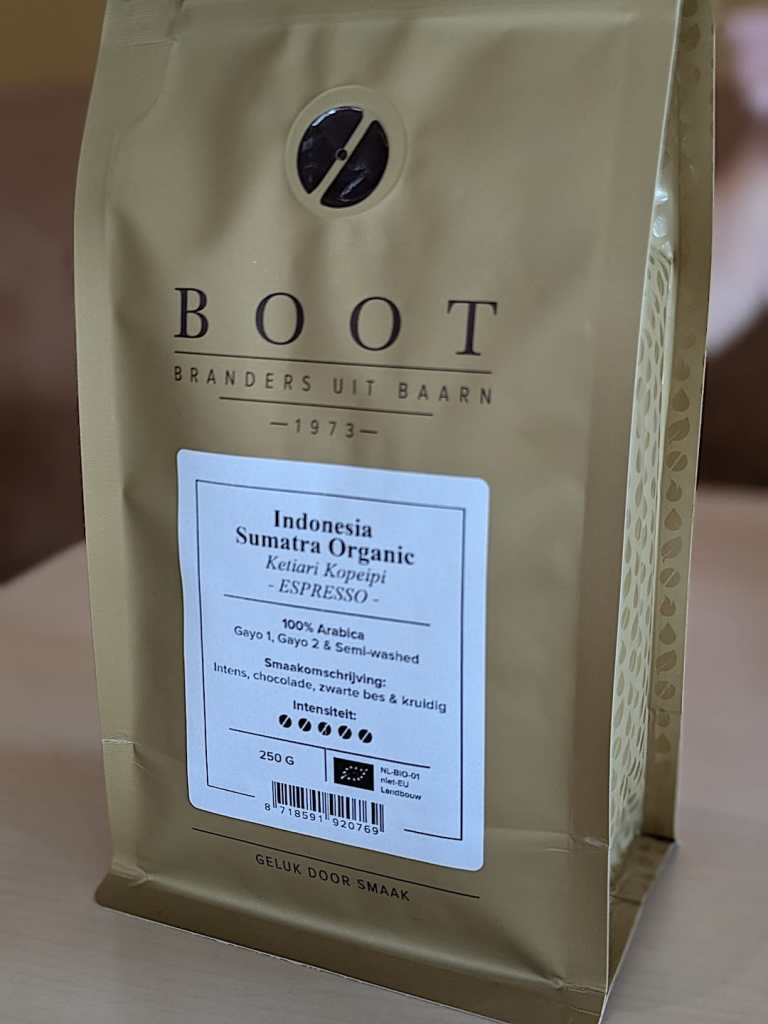 BOOT
BRANDERS UIT BAARN
—1973—
Indonesia
Sumatra Organic
Ketiari Kopeipi
- ESPRESSO -
100% Arabica
Gayo 1, Gayo 2 & Semi-washed
Smaakomschrijving:
Intens, chocolade, zwarte bes & kruidig
Intensiteit:
250 G
NL-BIO-01
niet-EU
Landbouw
8 718591 920769
GELUK DOOR SMAAK